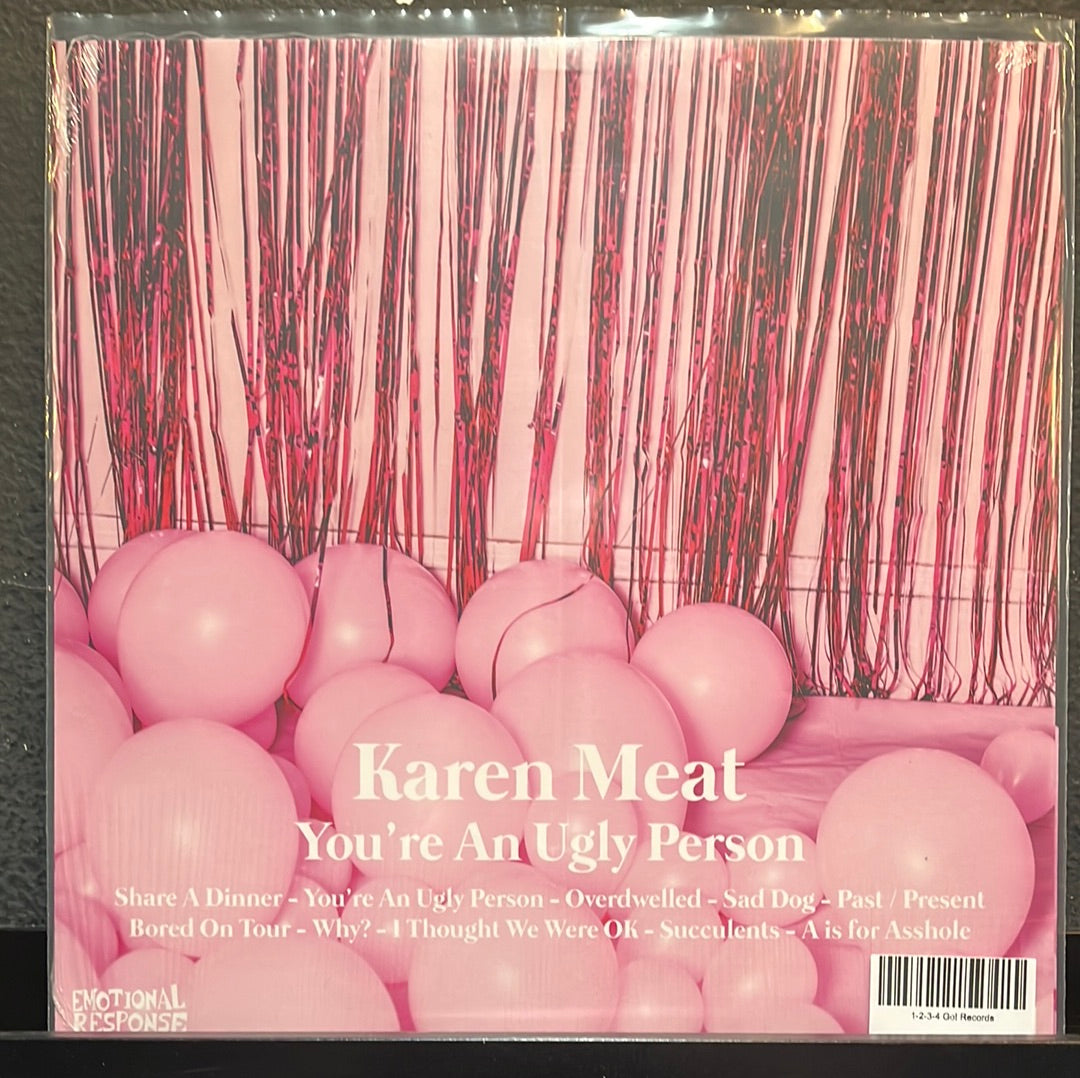 Karen Meat
You're An Ugly Person
Share A Dinner - You're An Ugly Person - Overdwelled - Sad Dog - Past / Present
Bored On Tour - Why? - I Thought We Were OK - Succulents - A is for Asshole
EMOTIONAL
RESPONSE
1-2-3-4 Go! Records